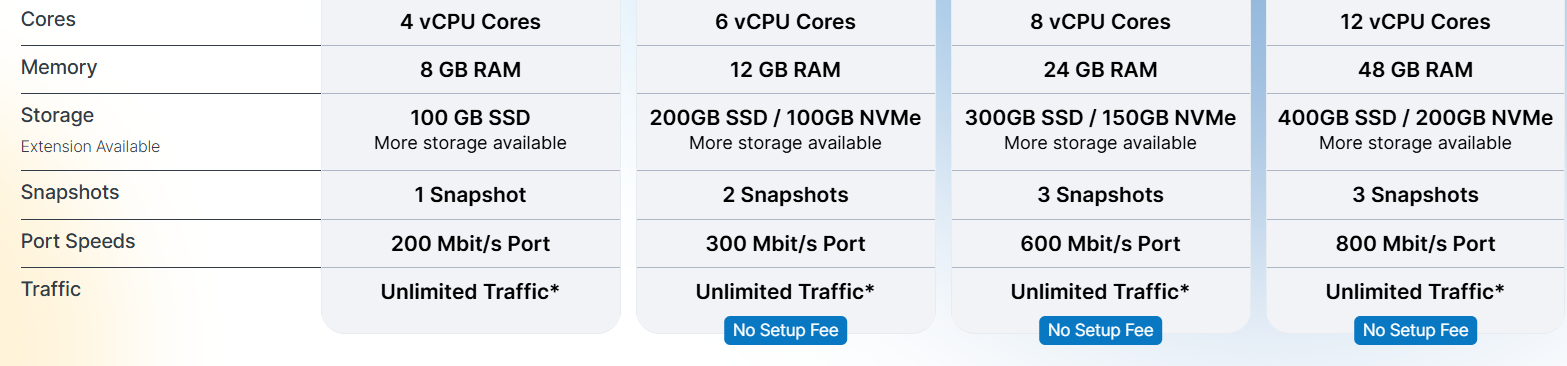 Cores
4 vCPU Cores
6 vCPU Cores
8 vCPU Cores
12 vCPU Cores
Memory
8 GB RAM
12 GB RAM
24 GB RAM
48 GB RAM
Storage
Extension Available
100 GB SSD
More storage available
200GB SSD / 100GB NVMe
More storage available
300GB SSD / 150GB NVMe
More storage available
400GB SSD / 200GB NVMe
More storage available
Snapshots
1 Snapshot
2 Snapshots
3 Snapshots
3 Snapshots
Port Speeds
200 Mbit/s Port
300 Mbit/s Port
600 Mbit/s Port
800 Mbit/s Port
Traffic
Unlimited Traffic*
Unlimited Traffic*
Unlimited Traffic*
Unlimited Traffic*
No Setup Fee
No Setup Fee
No Setup Fee